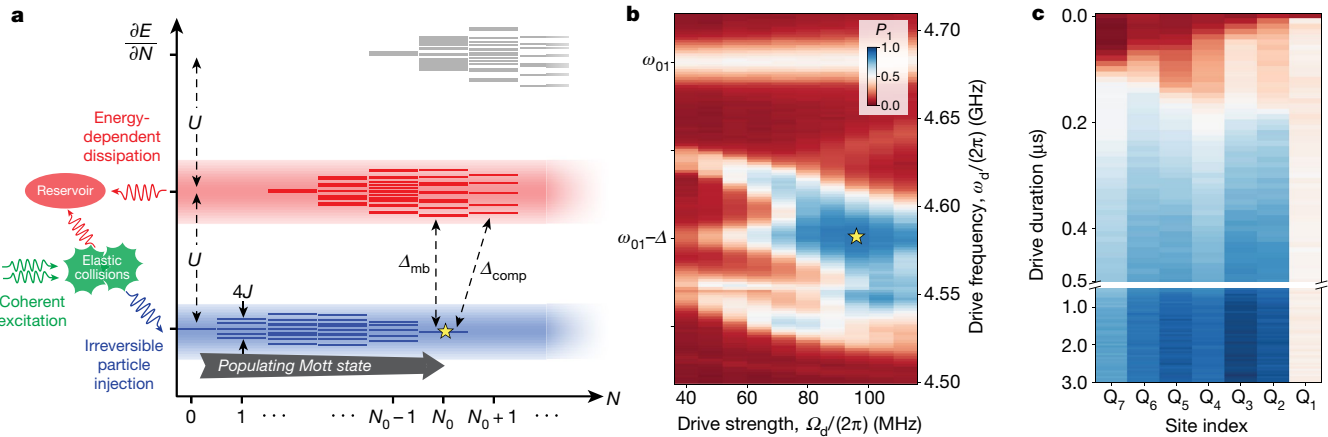 a
∂E
∂N
U
Energy-
dependent
dissipation
Reservoir
U
Elastic
collisions
Coherent
excitation
4J
Δmb
Δcomp
Irreversible
particle
injection
Populating Mott state
N
0
1
···
···
N₀ – 1
N₀
N₀ + 1
···
b
P₁
1.0
0.5
0.0
ω₀₁
ω₀₁–Δ
4.70
4.65
4.60
4.55
4.50
Drive frequency, ωd/(2π) (GHz)
40
60
80
100
Drive strength, Ωd/(2π) (MHz)
c
0.0
0.2
0.4
0.5
1.0
2.0
3.0
Drive duration (μs)
Q₇
Q₆
Q₅
Q₄
Q₃
Q₂
Q₁
Site index